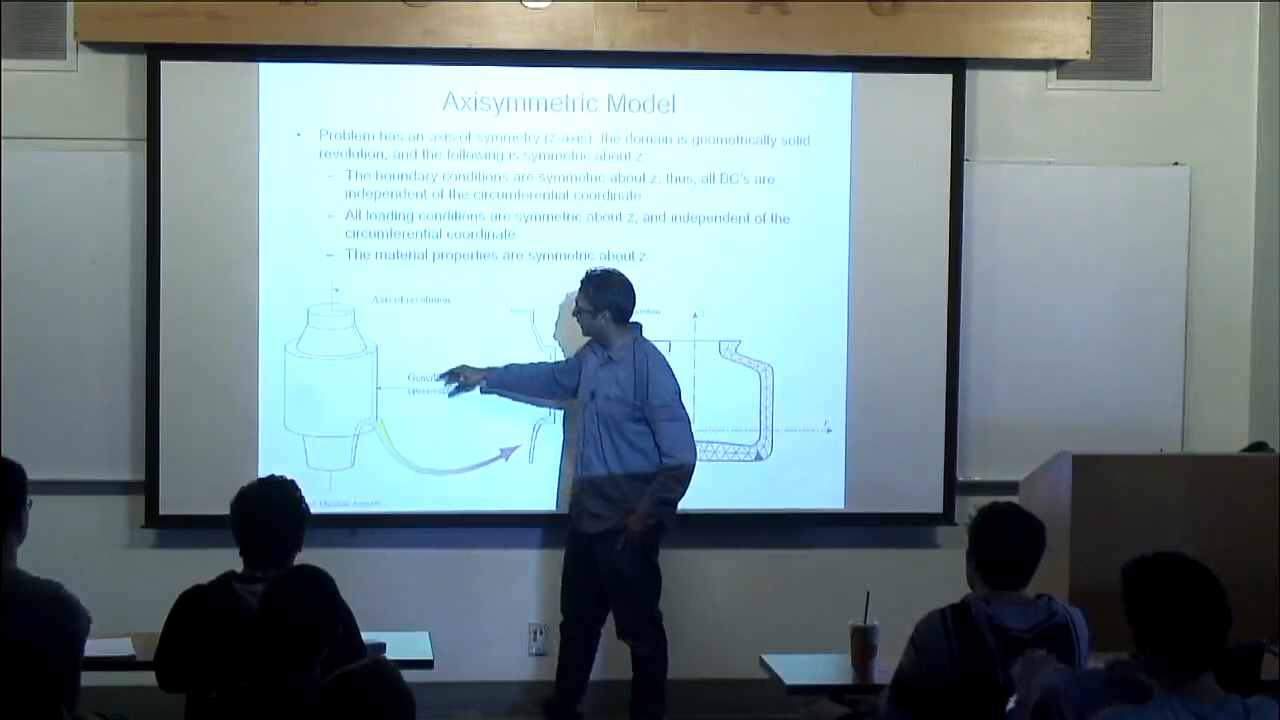 Axisymmetric Model
• Problem has an axis of symmetry (z-axis), the domain is geometrically solid
revolution, and the following is symmetric about z:
– The boundary conditions are symmetric about z; thus, all BC's are
independent of the circumferential coordinate
– All loading conditions are symmetric about z; and independent of the
circumferential coordinate
– The material properties are symmetric about z
Axis of revolution
z
r